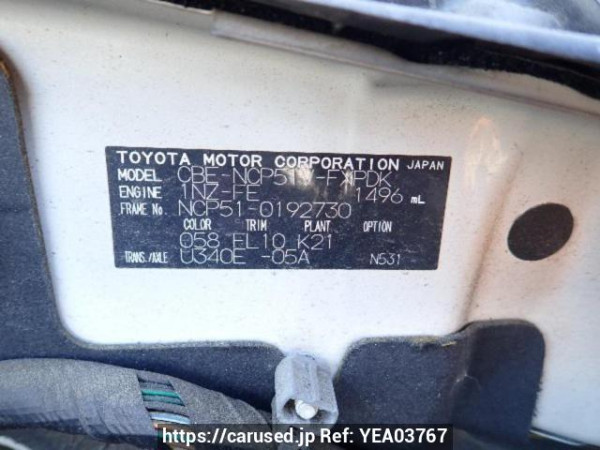 TOYOTA MOTOR CORPORATION JAPAN
MODEL CBE-NCP51V-FXPDK
ENGINE 1NZ-FE 1496 mL
FRAME No. NCP51-0192730
COLOR TRIM PLANT OPTION
058 EL10 K21
TRANS./AXLE U340E -05A N531
https://carused.jp Ref: YEA03767